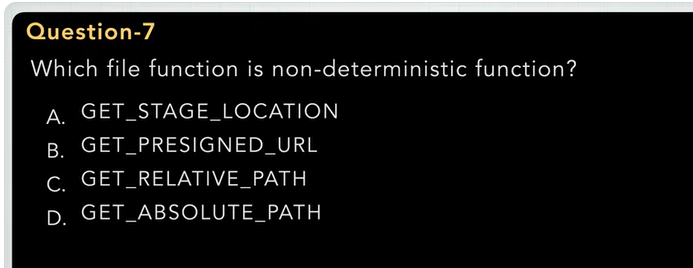 Question-7
Which file function is non-deterministic function?
A. GET_STAGE_LOCATION
B. GET_PRESIGNED_URL
C. GET_RELATIVE_PATH
D. GET_ABSOLUTE_PATH